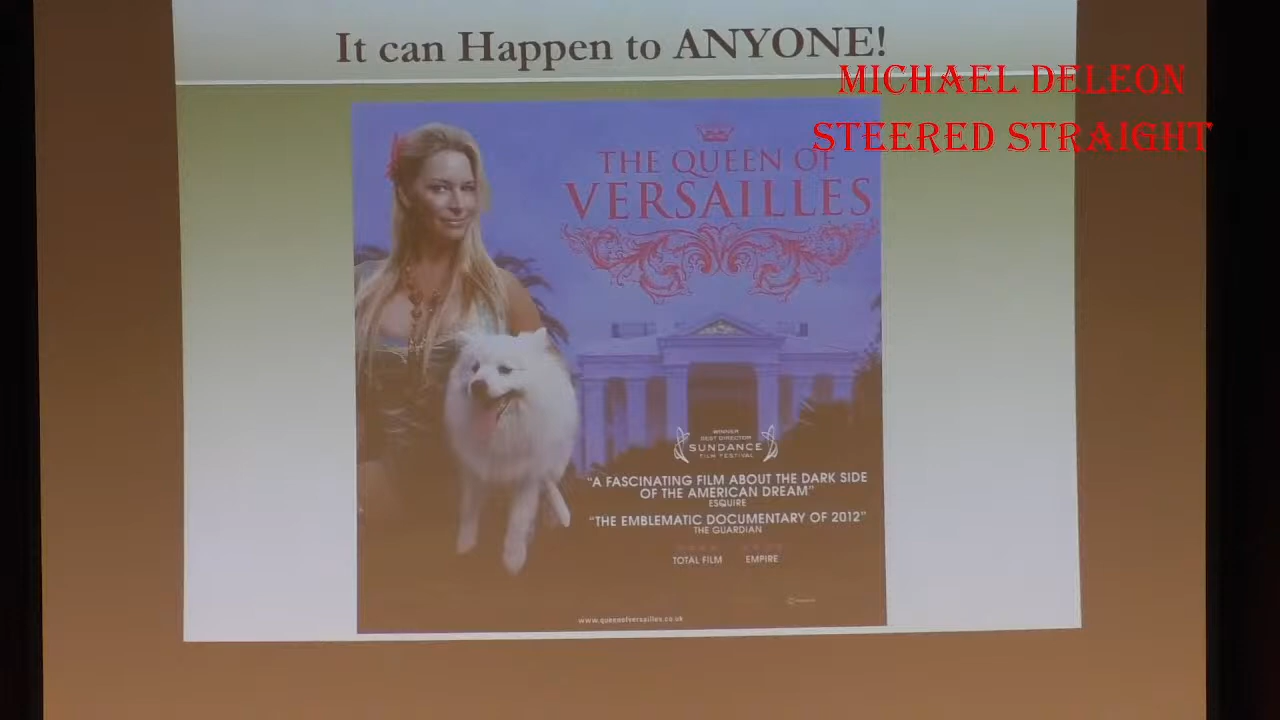 It can Happen to ANYONE!
MICHAEL DELEON
STEERED STRAIGHT
THE QUEEN OF
VERSAILLES
WINNER
BEST DIRECTOR
SUNDANCE
FILM FESTIVAL
"A FASCINATING FILM ABOUT THE DARK SIDE
OF THE AMERICAN DREAM"
ESQUIRE
"THE EMBLEMATIC DOCUMENTARY OF 2012"
THE GUARDIAN
TOTAL FILM EMPIRE
www.queenofversailles.co.uk